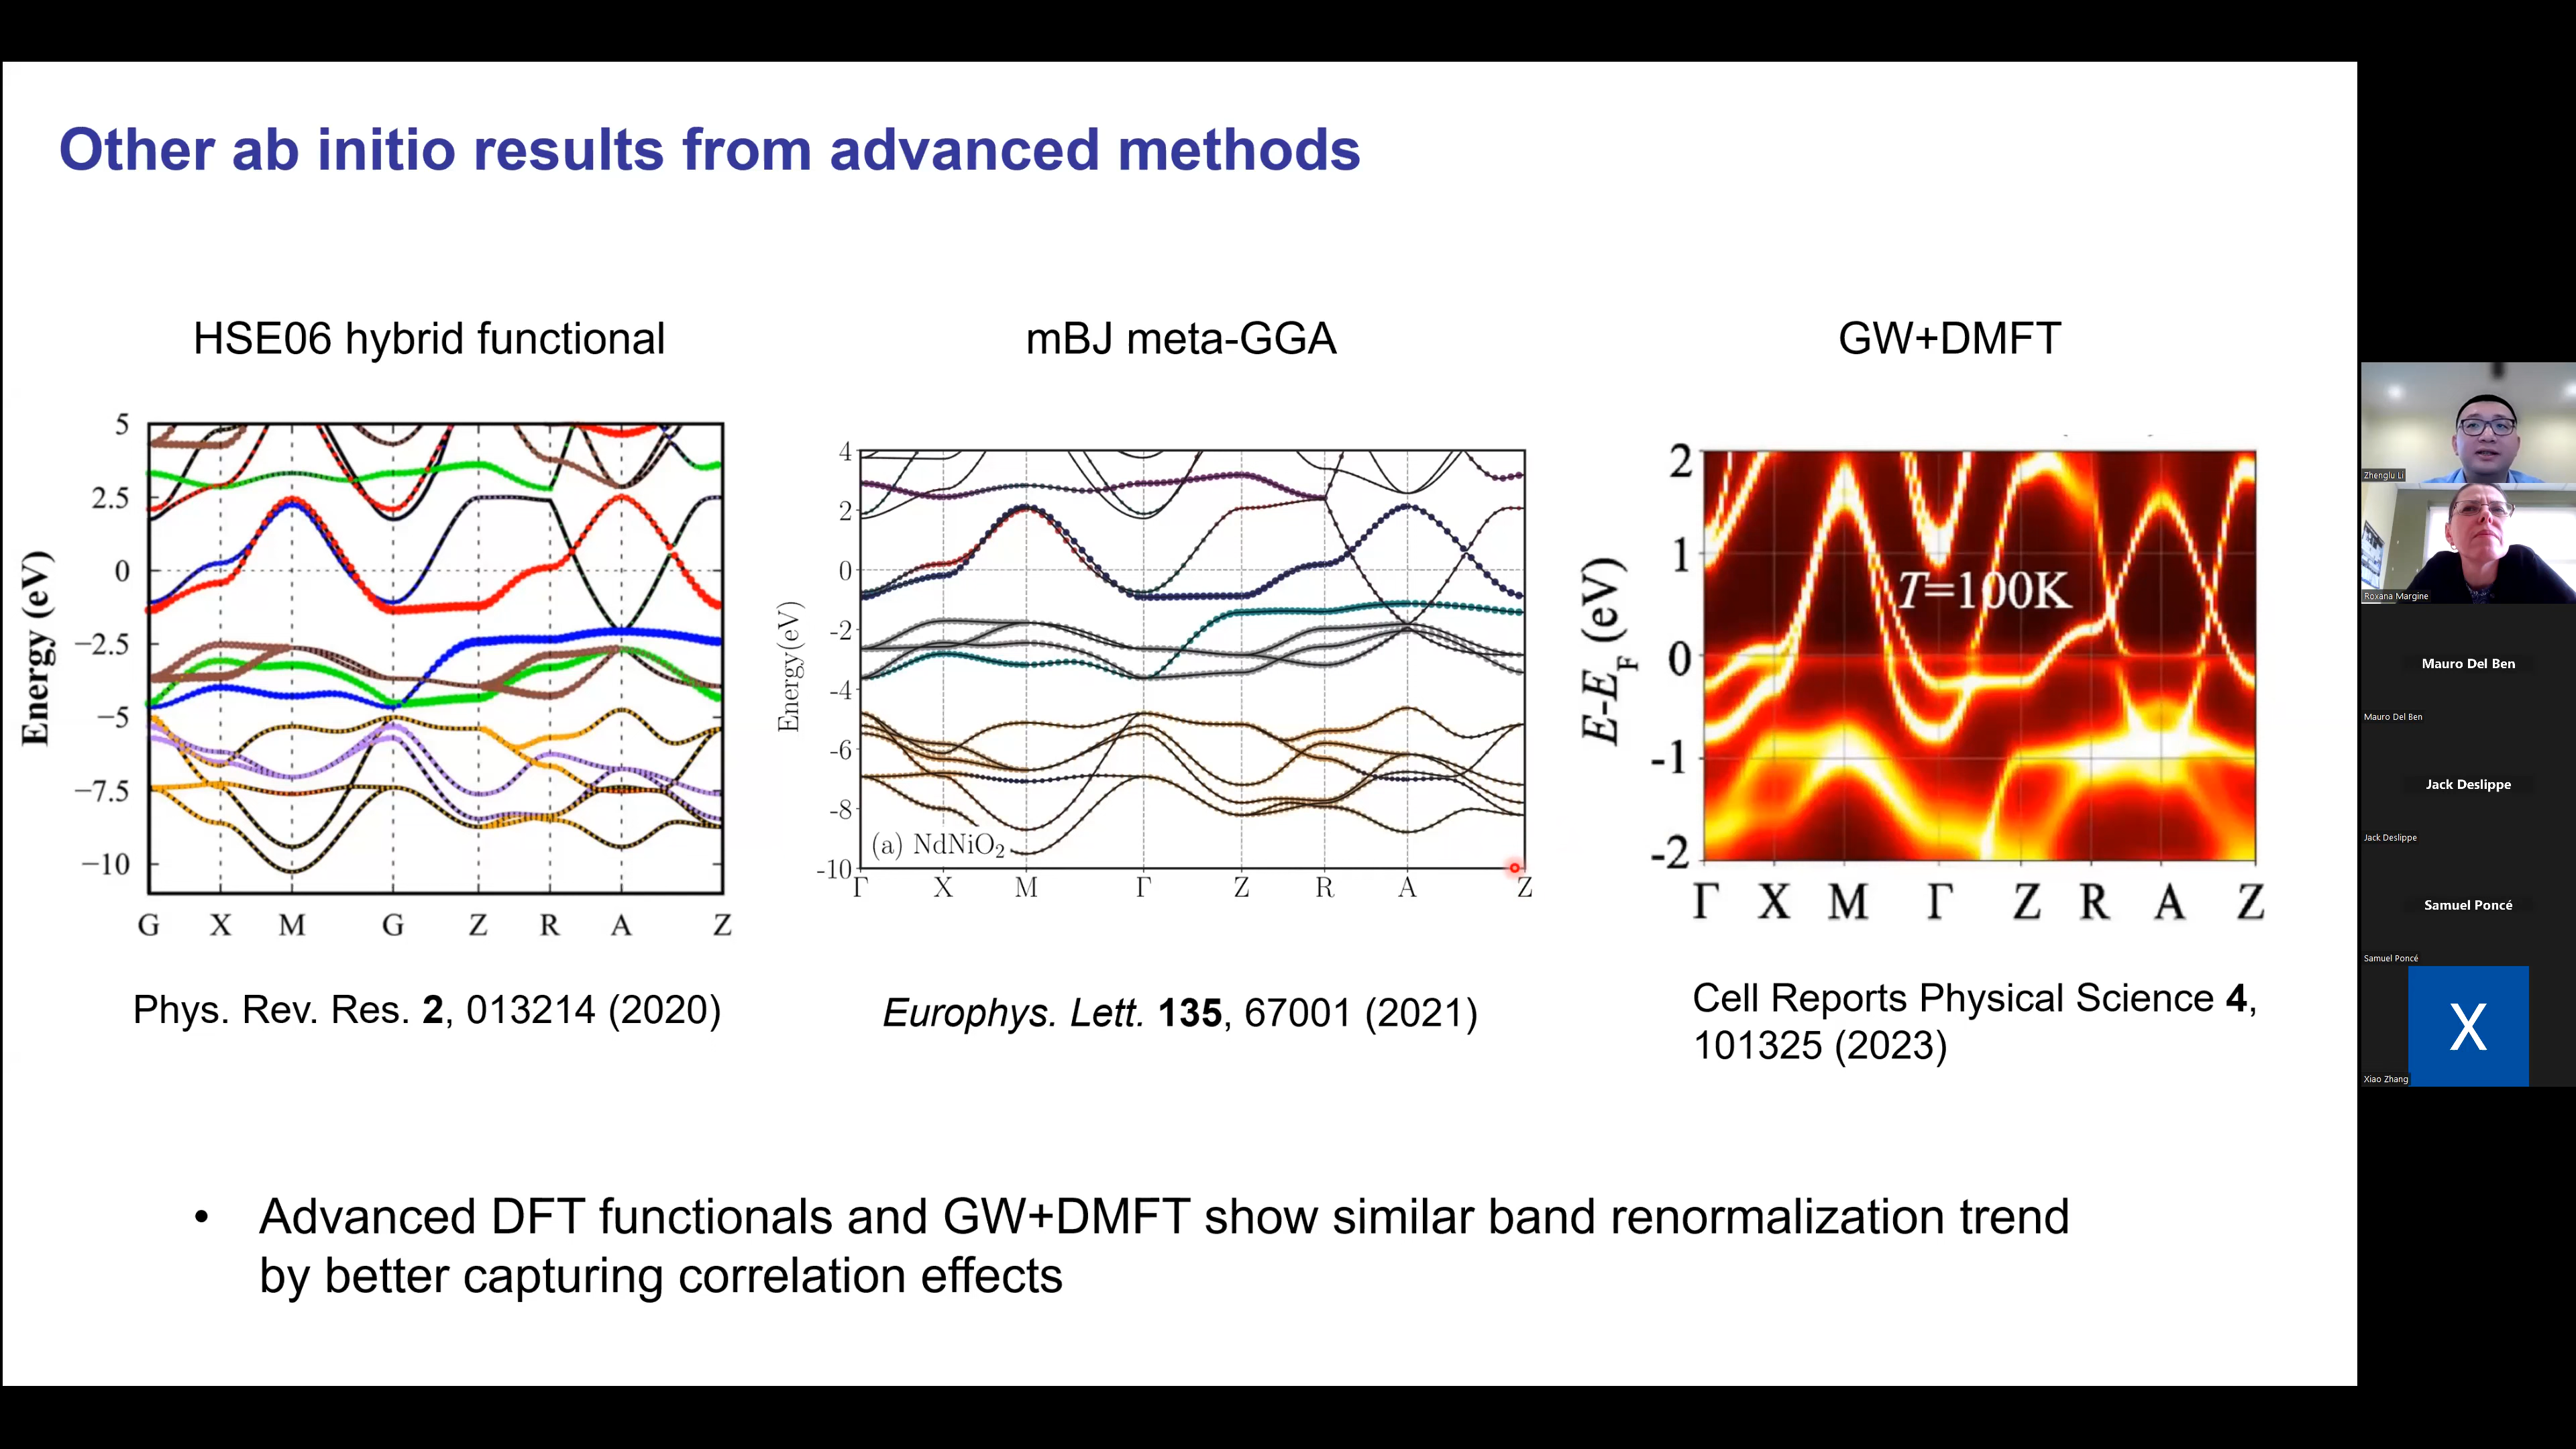 Other ab initio results from advanced methods
HSE06 hybrid functional
mBJ meta-GGA
GW+DMFT
Energy (eV)
5
2.5
0
−2.5
−5
−7.5
−10
G X M G Z R A Z
Energy(eV)
4
2
0
-2
-4
-6
-8
-10
(a) NdNiO₂
Γ X M Γ Z R A Z
E-E_F (eV)
2
1
0
-1
-2
T=100K
Γ X M Γ Z R A Z
Phys. Rev. Res. 2, 013214 (2020)
Europhys. Lett. 135, 67001 (2021)
Cell Reports Physical Science 4,
101325 (2023)
• Advanced DFT functionals and GW+DMFT show similar band renormalization trend
by better capturing correlation effects
Zhenglu Li
Roxana Margine
Mauro Del Ben
Mauro Del Ben
Jack Deslippe
Jack Deslippe
Samuel Poncé
Samuel Poncé
X
Xiao Zhang